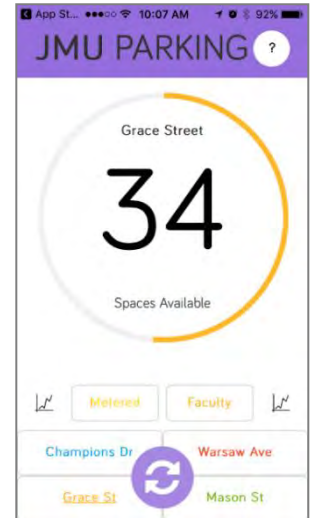 App St... 10:07 AM 92%
JMU PARKING ?
Grace Street
34
Spaces Available
Metered Faculty
Champions Dr Warsaw Ave
Grace St Mason St